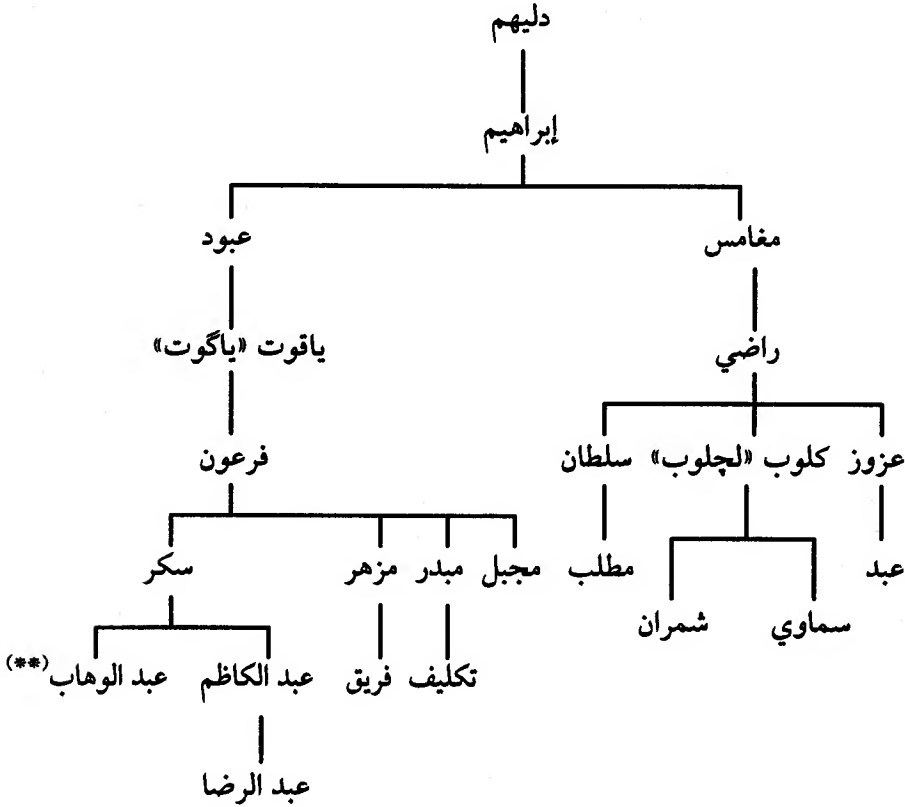 دليهم
إبراهيم
مغامس عبود
راضي ياقوت «ياگوت»
عزوز كلوب «لچلوب» سلطان فرعون
عبد مطلب مجبل مبدر مزهر سكر
سماوي شمران
تكليف فريق عبد الكاظم عبد الوهاب(**)
عبد الرضا